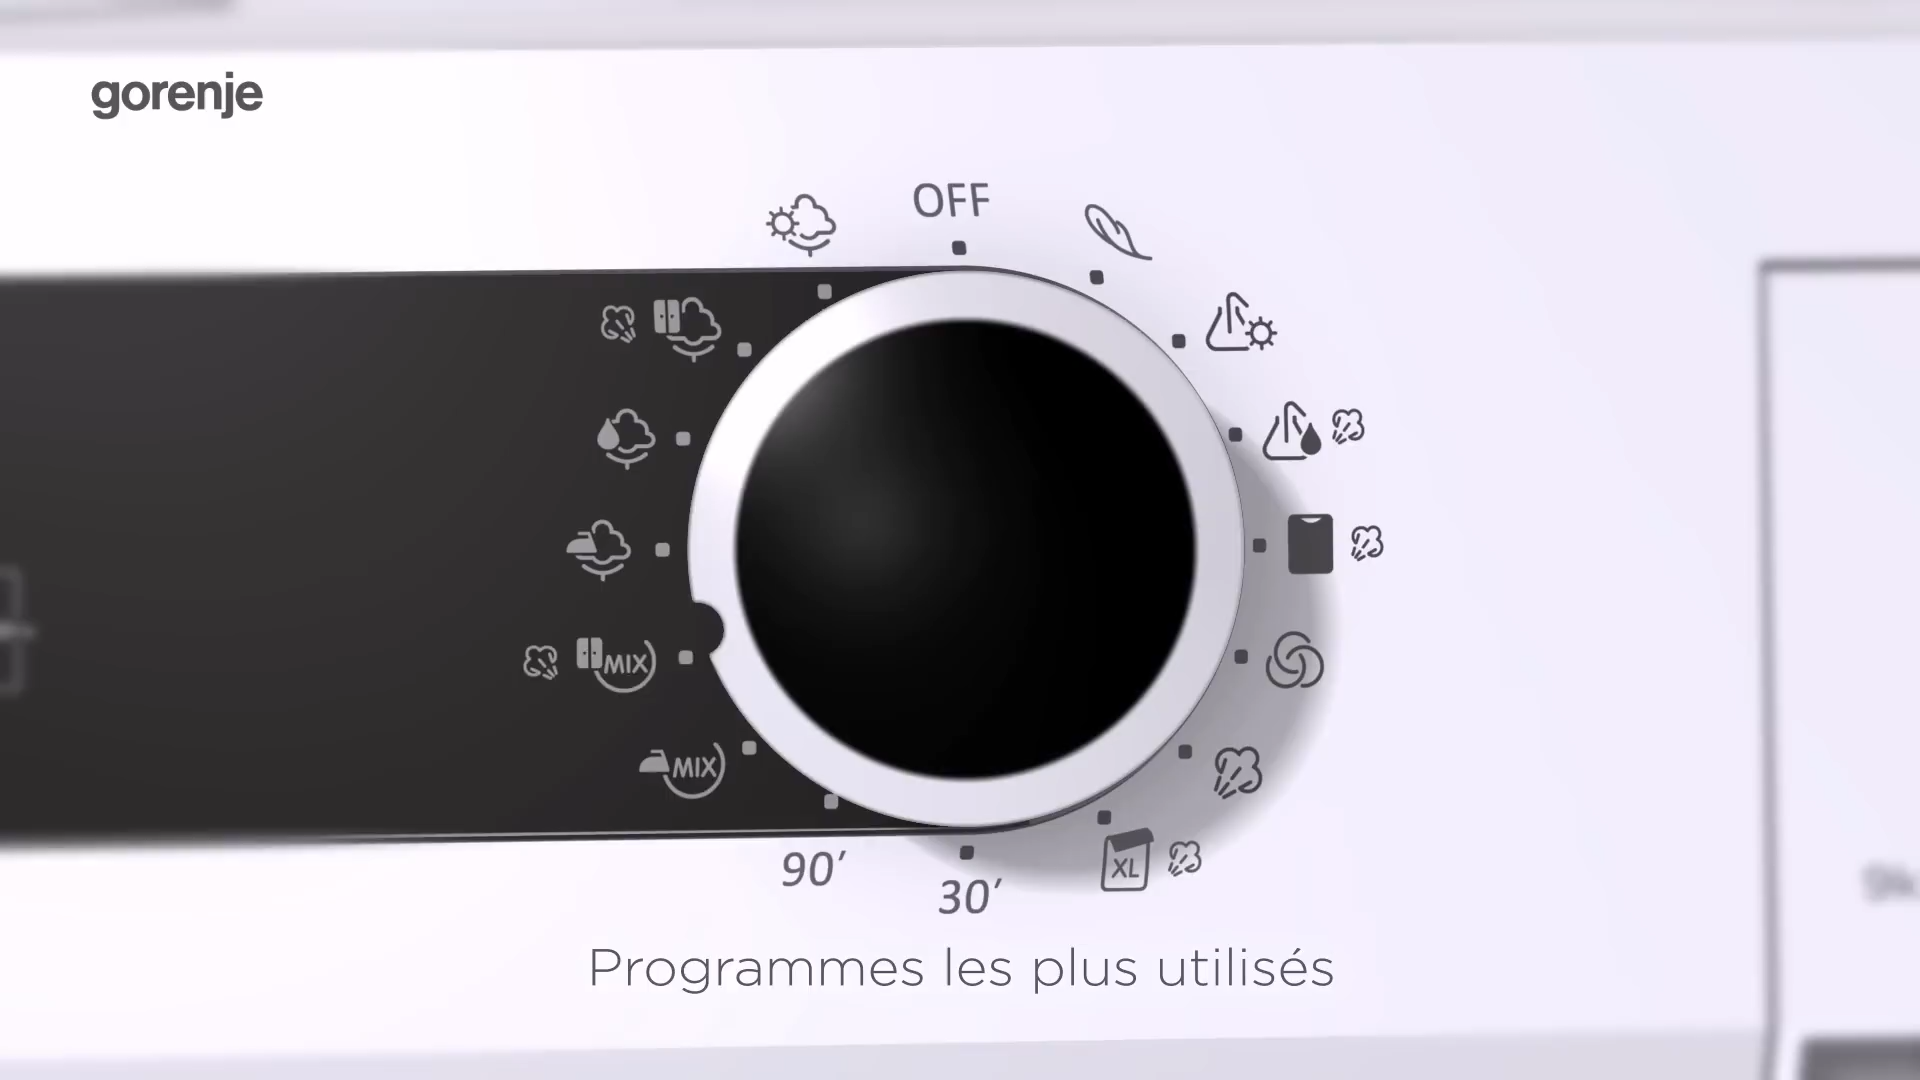 gorenje
OFF
MIX
MIX
XL
90′
30′
Programmes les plus utilisés